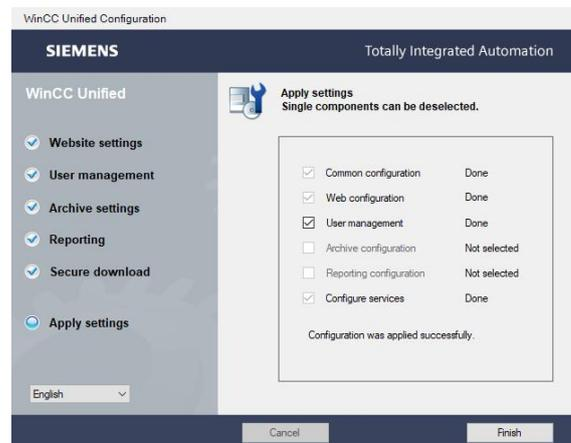 WinCC Unified Configuration
SIEMENS
Totally Integrated Automation
WinCC Unified
Website settings
User management
Archive settings
Reporting
Secure download
Apply settings
English
Apply settings
Single components can be deselected.
Common configuration Done
Web configuration Done
User management Done
Archive configuration Not selected
Reporting configuration Not selected
Configure services Done
Configuration was applied successfully.
Cancel
Finish